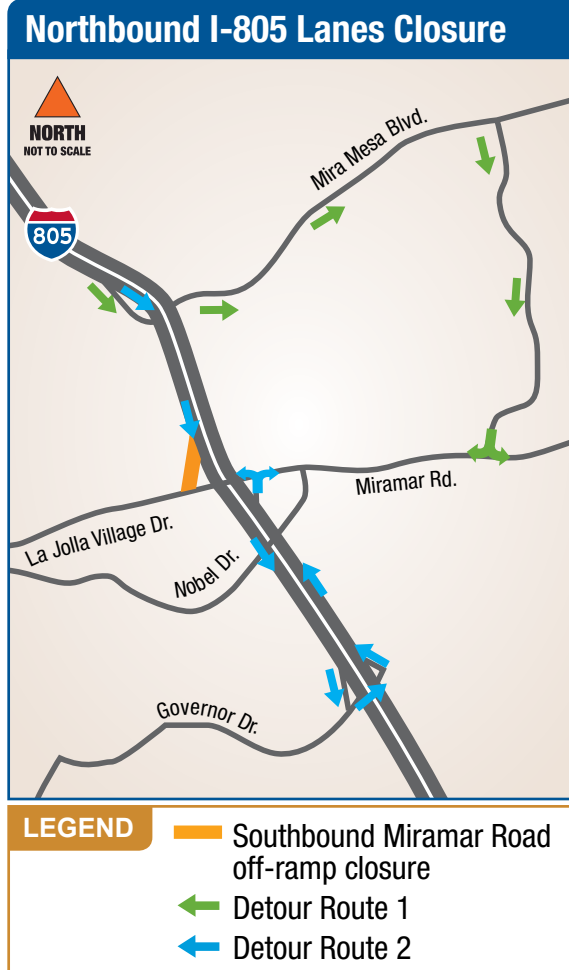 Northbound I-805 Lanes Closure
NORTH
NOT TO SCALE
Mira Mesa Blvd.
805
Miramar Rd.
La Jolla Village Dr.
Nobel Dr.
Governor Dr.
LEGEND
Southbound Miramar Road
off-ramp closure
Detour Route 1
Detour Route 2